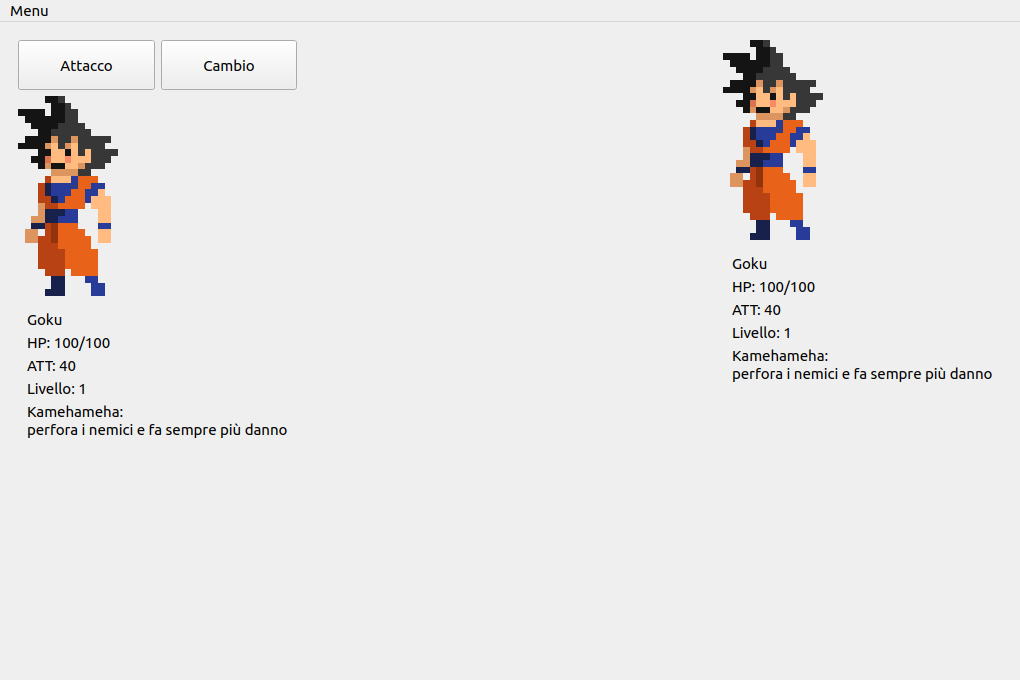 Menu
Attacco
Cambio
Goku
HP: 100/100
ATT: 40
Livello: 1
Kamehameha:
perfora i nemici e fa sempre più danno
Goku
HP: 100/100
ATT: 40
Livello: 1
Kamehameha:
perfora i nemici e fa sempre più danno